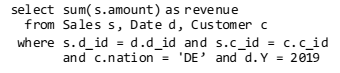 select sum(s.amount) as revenue
from Sales s, Date d, Customer c
where s.d_id = d.d_id and s.c_id = c.c_id
and c.nation = 'DE’ and d.Y = 2019